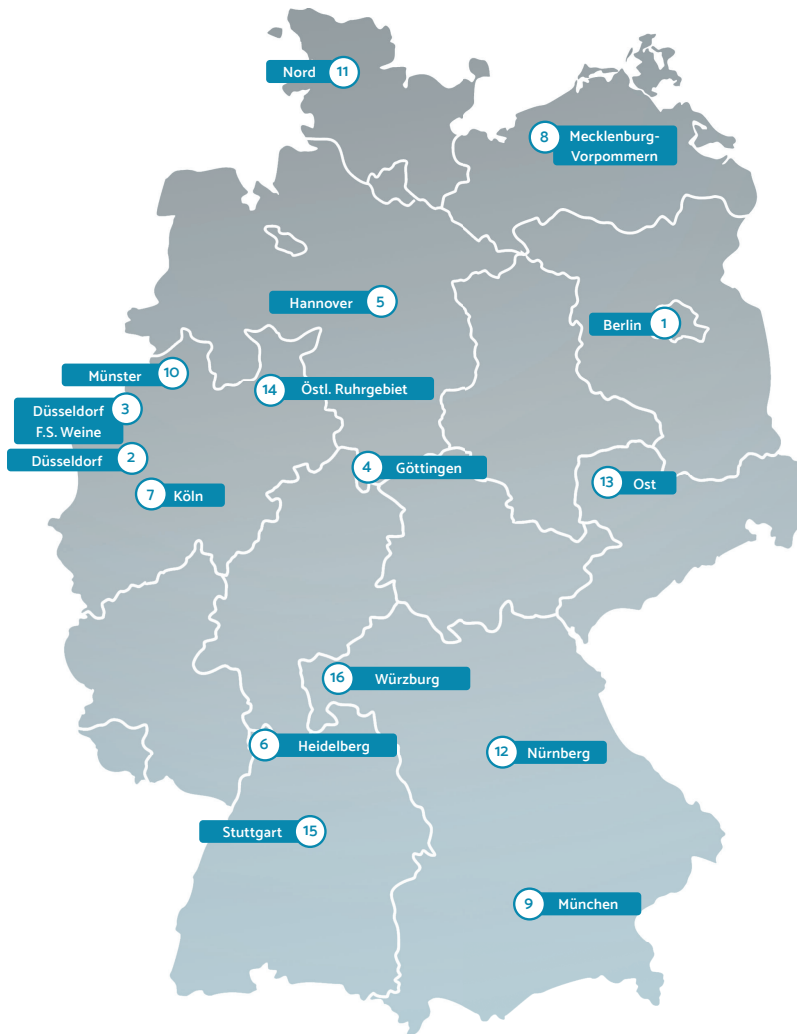 Nord 11
8 Mecklenburg-
Vorpommern
Hannover 5
Berlin 1
Münster 10
14 Östl. Ruhrgebiet
Düsseldorf 3
F.S. Weine
Düsseldorf 2
4 Göttingen
13 Ost
7 Köln
16 Würzburg
6 Heidelberg
12 Nürnberg
Stuttgart 15
9 München